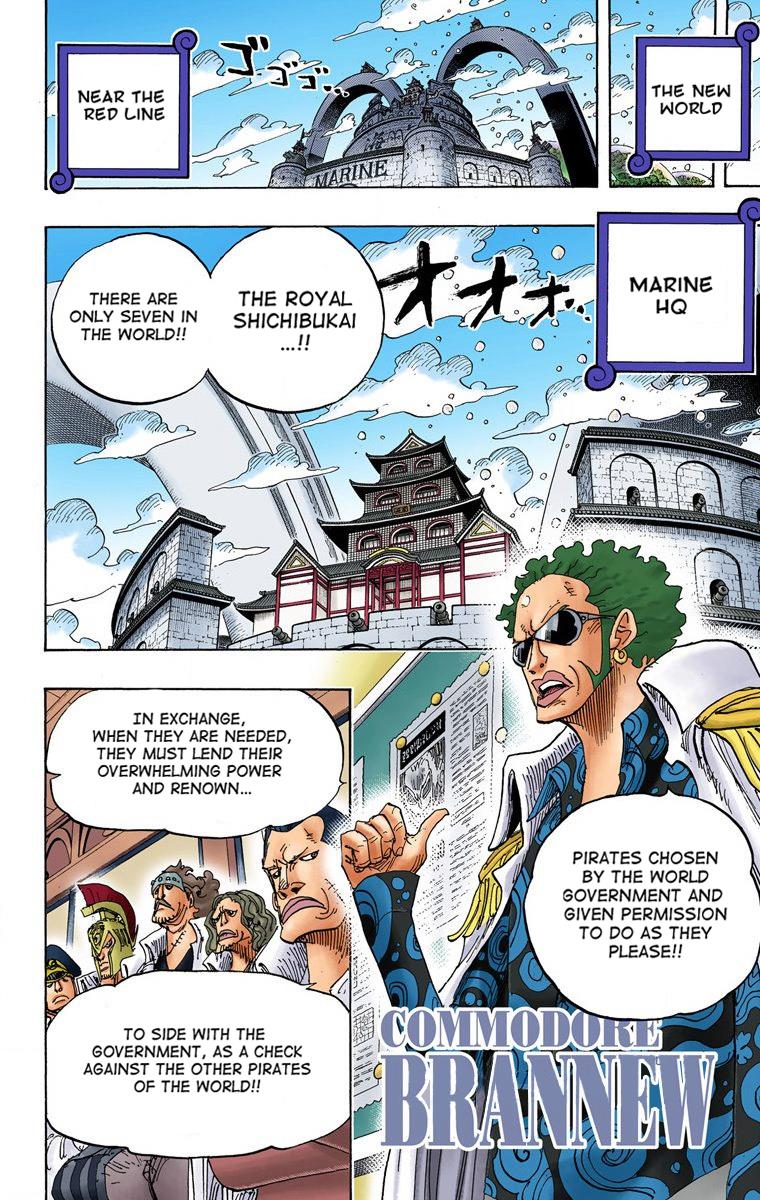 THE NEW
WORLD
NEAR THE
RED LINE
ゴ
ゴゴゴ...
MARINE
MARINE
HQ
オオオ..
THE ROYAL
SHICHIBUKAI
...!!
THERE ARE
ONLY SEVEN IN
THE WORLD!!
PIRATES CHOSEN
BY THE WORLD
GOVERNMENT AND
GIVEN PERMISSION
TO DO AS THEY
PLEASE!!
COMMODORE
BRANNEW
IN EXCHANGE,
WHEN THEY ARE NEEDED,
THEY MUST LEND THEIR
OVERWHELMING POWER
AND RENOWN...
TO SIDE WITH THE
GOVERNMENT, AS A CHECK
AGAINST THE OTHER PIRATES
OF THE WORLD!!